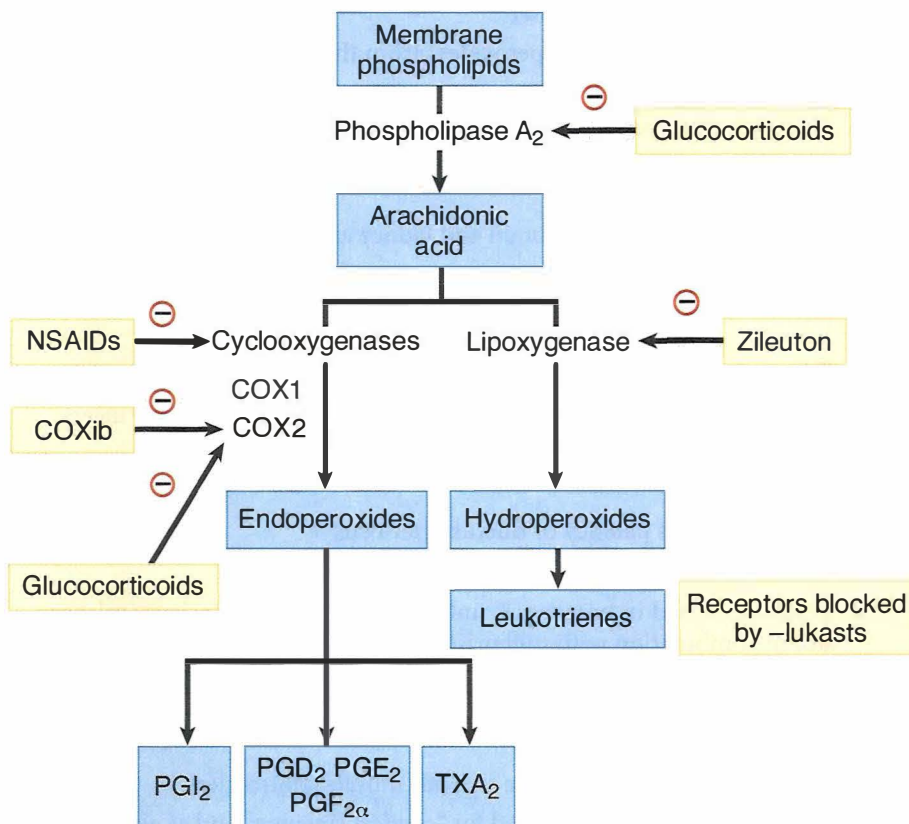 Membrane
phospholipids
Phospholipase A₂
Glucocorticoids
Arachidonic
acid
NSAIDs
Cyclooxygenases
Lipoxygenase
Zileuton
COX1
COXib
COX2
Endoperoxides
Hydroperoxides
Glucocorticoids
Leukotrienes
Receptors blocked
by –lukasts
PGI₂
PGD₂ PGE₂
PGF₂α
TXA₂